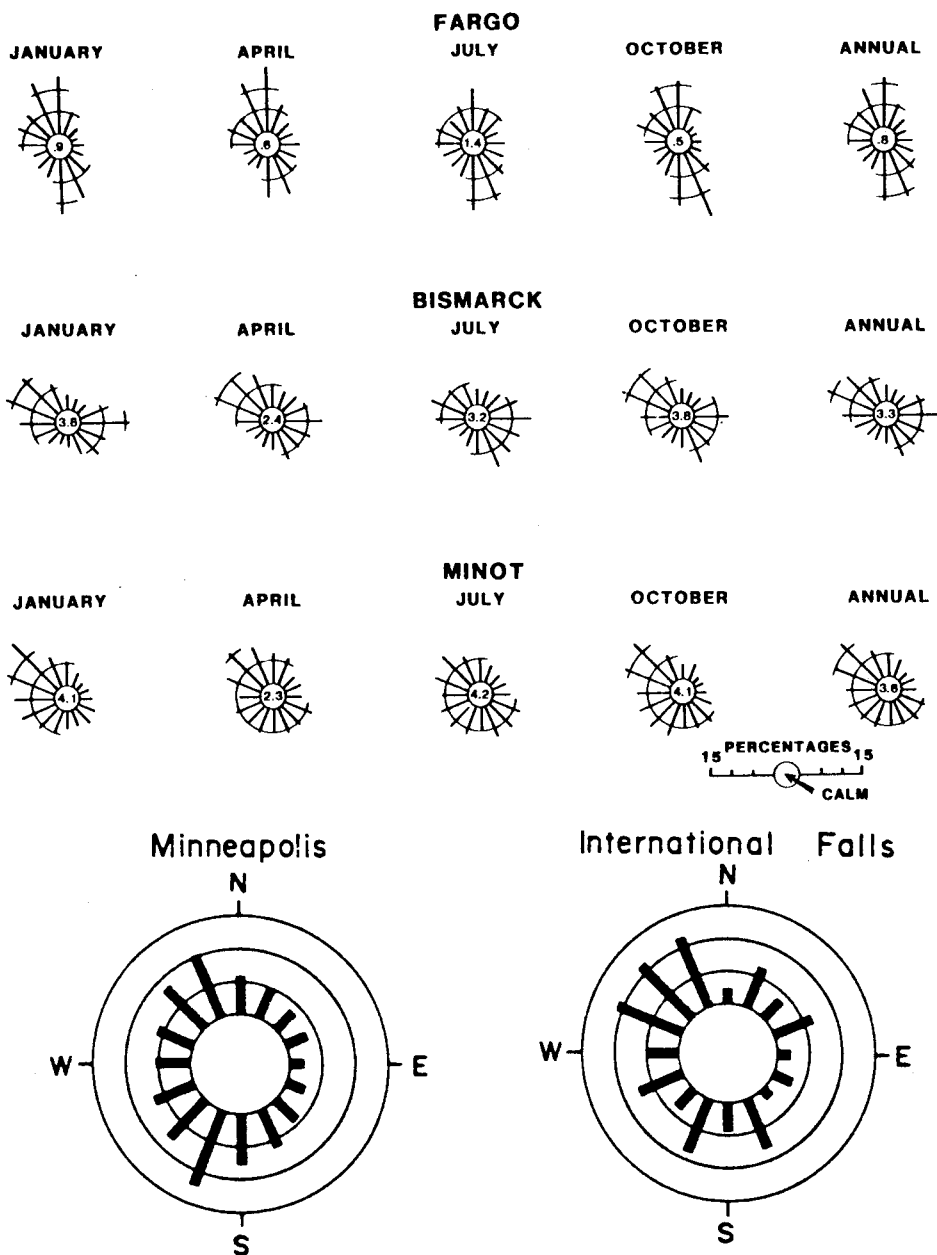 FARGO
JANUARY APRIL JULY OCTOBER ANNUAL
.9 .6 1.4 .5 .8
BISMARCK
JANUARY APRIL JULY OCTOBER ANNUAL
3.8 2.4 3.2 3.8 3.3
MINOT
JANUARY APRIL JULY OCTOBER ANNUAL
4.1 2.3 4.2 4.1 3.6
15 PERCENTAGES 15
CALM
Minneapolis International Falls
N N
W E W E
S S